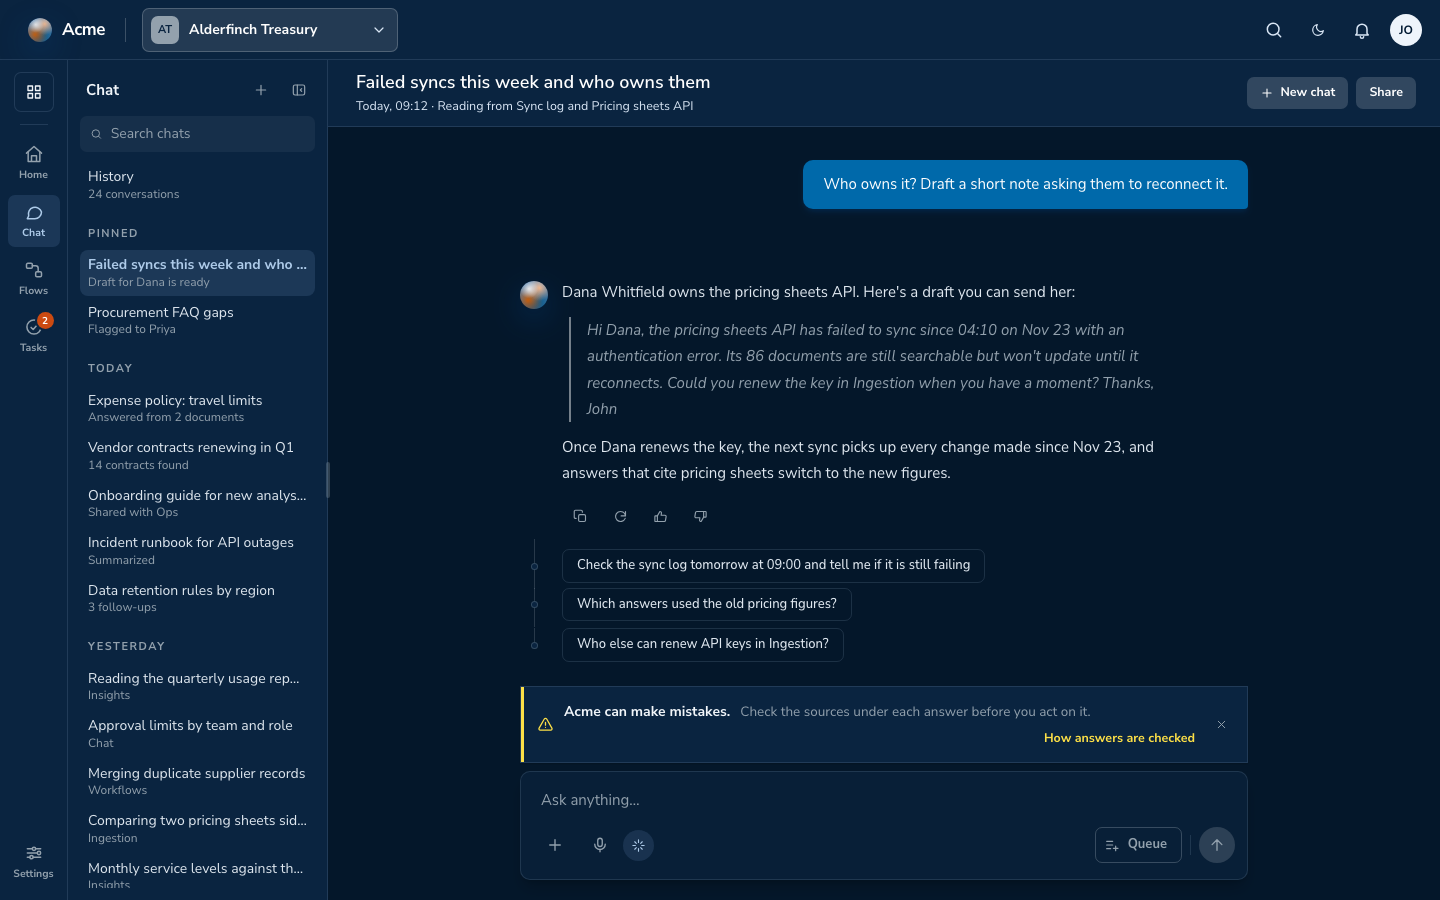 Acme
AT
Alderfinch Treasury
JO
Home
Chat
Flows
2
Tasks
Settings
Chat
Search chats
History
24 conversations
PINNED
Failed syncs this week and who ...
Draft for Dana is ready
Procurement FAQ gaps
Flagged to Priya
TODAY
Expense policy: travel limits
Answered from 2 documents
Vendor contracts renewing in Q1
14 contracts found
Onboarding guide for new analys...
Shared with Ops
Incident runbook for API outages
Summarized
Data retention rules by region
3 follow-ups
YESTERDAY
Reading the quarterly usage rep...
Insights
Approval limits by team and role
Chat
Merging duplicate supplier records
Workflows
Comparing two pricing sheets sid...
Ingestion
Monthly service levels against th...
Insights
Failed syncs this week and who owns them
Today, 09:12 · Reading from Sync log and Pricing sheets API
New chat
Share
Who owns it? Draft a short note asking them to reconnect it.
Dana Whitfield owns the pricing sheets API. Here's a draft you can send her:
Hi Dana, the pricing sheets API has failed to sync since 04:10 on Nov 23 with an
authentication error. Its 86 documents are still searchable but won't update until it
reconnects. Could you renew the key in Ingestion when you have a moment? Thanks,
John
Once Dana renews the key, the next sync picks up every change made since Nov 23, and
answers that cite pricing sheets switch to the new figures.
Check the sync log tomorrow at 09:00 and tell me if it is still failing
Which answers used the old pricing figures?
Who else can renew API keys in Ingestion?
Acme can make mistakes. Check the sources under each answer before you act on it.
How answers are checked
Ask anything...
Queue